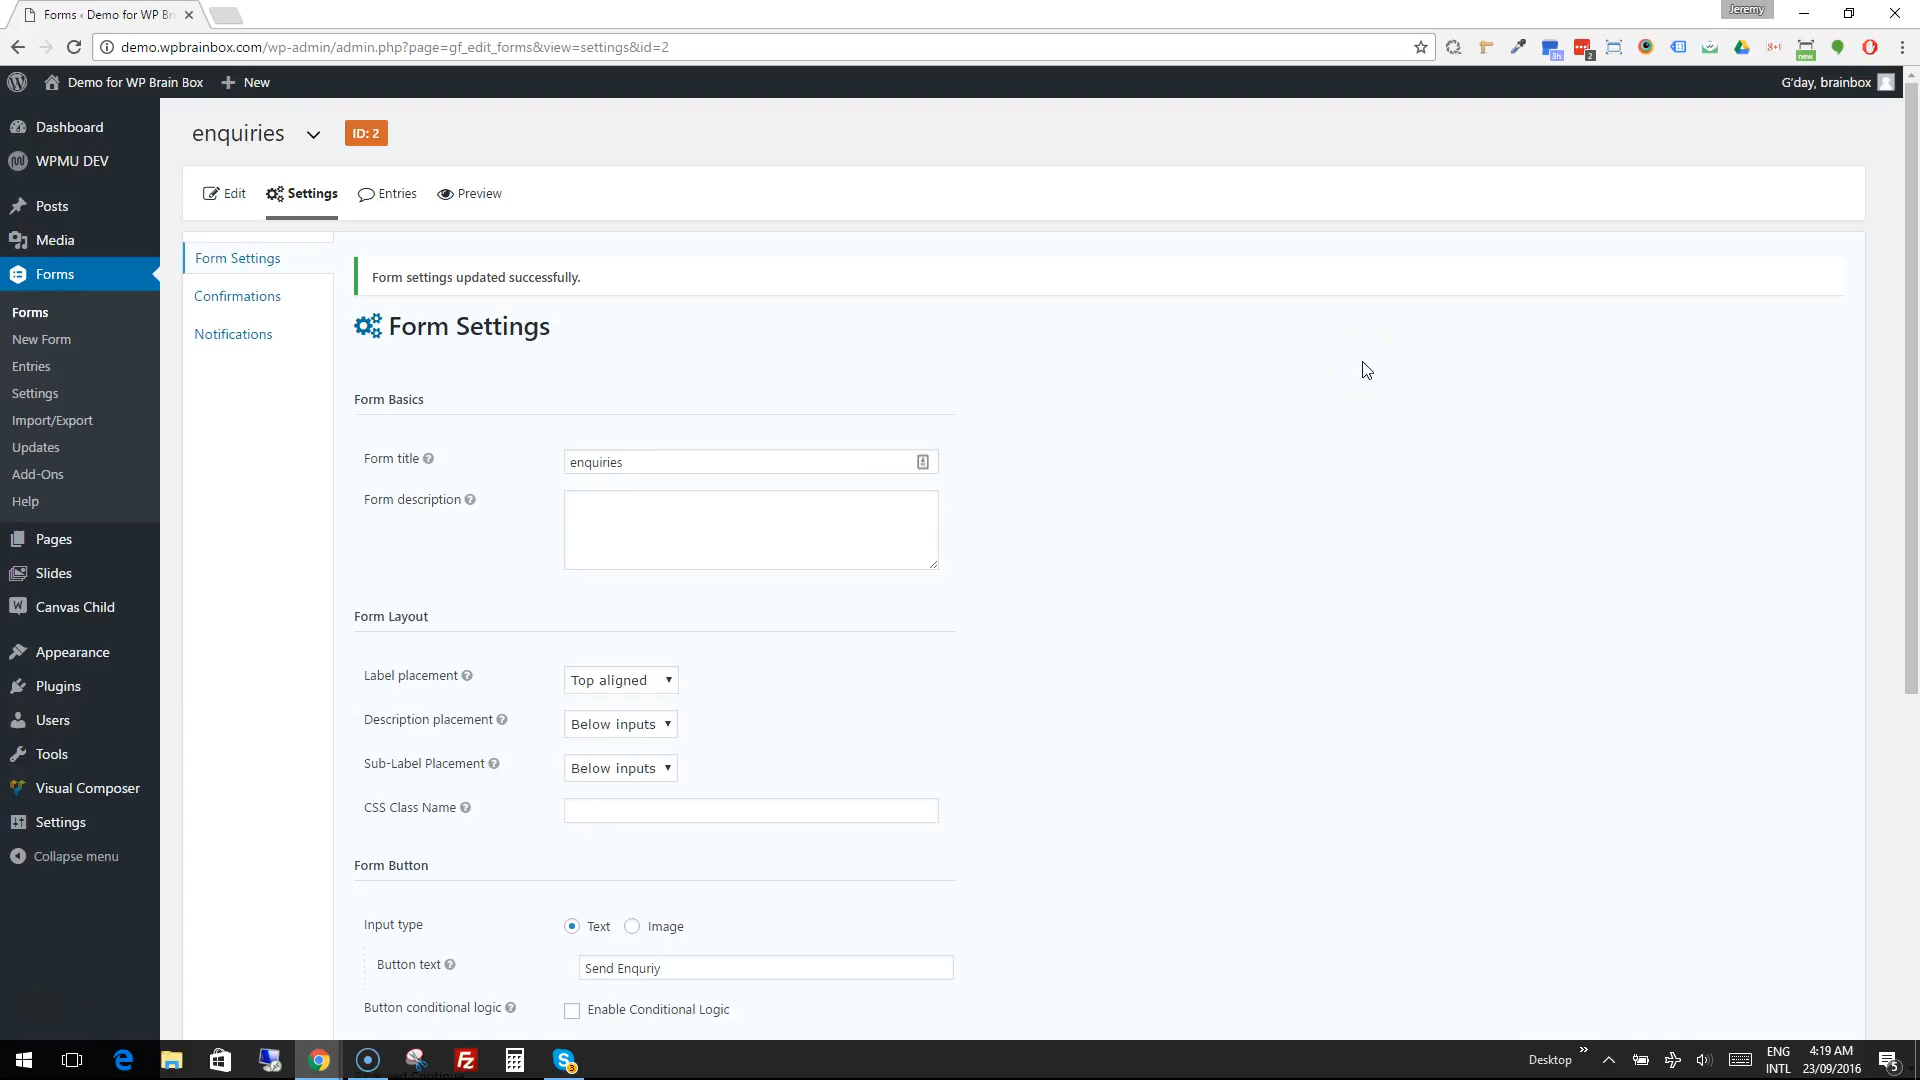 Forms ‹ Demo for WP Br
Jeremy
demo.wpbrainbox.com/wp-admin/admin.php?page=gf_edit_forms&view=settings&id=2
Demo for WP Brain Box
New
G'day, brainbox
Dashboard
WPMU DEV
Posts
Media
Forms
Forms
New Form
Entries
Settings
Import/Export
Updates
Add-Ons
Help
Pages
Slides
Canvas Child
Appearance
Plugins
Users
Tools
Visual Composer
Settings
Collapse menu
enquiries
ID: 2
Edit
Settings
Entries
Preview
Form Settings
Confirmations
Notifications
Form settings updated successfully.
Form Settings
Form Basics
Form title
enquiries
Form description
Form Layout
Label placement
Top aligned
Description placement
Below inputs
Sub-Label Placement
Below inputs
CSS Class Name
Form Button
Input type
Text
Image
Button text
Send Enquriy
Button conditional logic
Enable Conditional Logic
Desktop
ENG
INTL
4:19 AM
23/09/2016